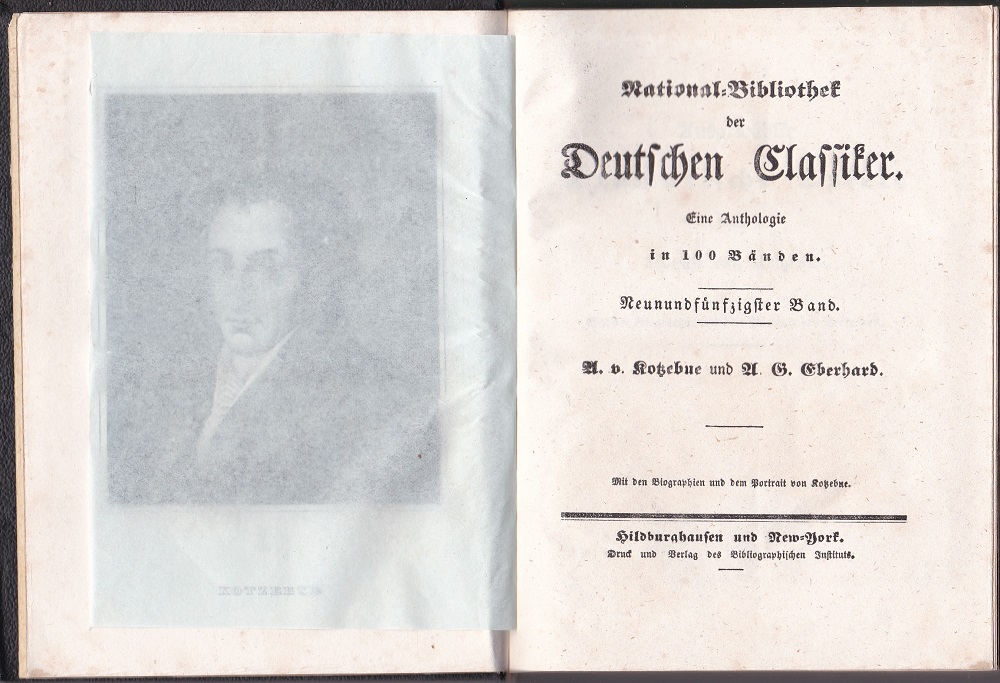 KOTZEBUE
National-Bibliothek
der
Deutschen Classiker.
Eine Anthologie
in 100 Bänden.
Neunundfünfzigster Band.
A. v. Kotzebue und A. G. Eberhard.
Mit den Biographien und dem Portrait von Kotzebue.
Hildburghausen und New-York.
Druck und Verlag des Bibliographischen Instituts.